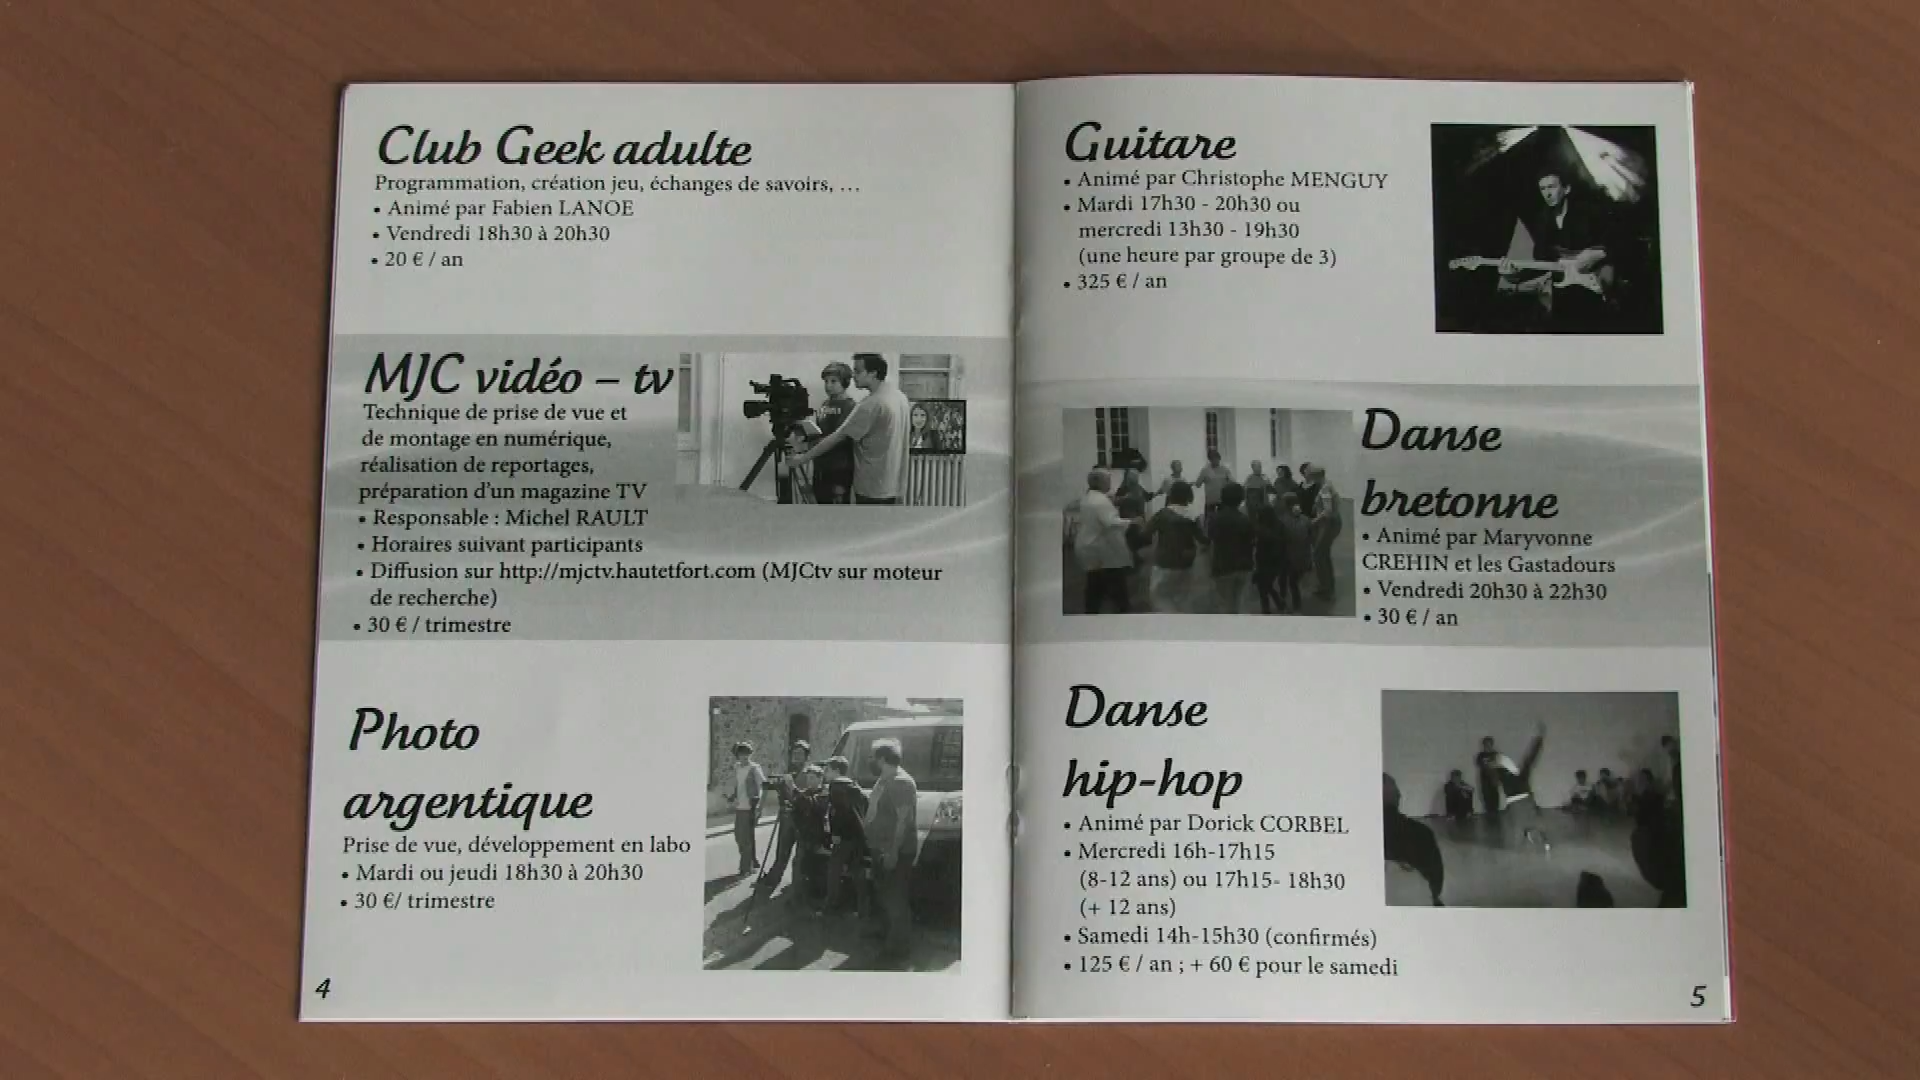 Club Geek adulte
Programmation, création jeu, échanges de savoirs, …
• Animé par Fabien LANOE
• Vendredi 18h30 à 20h30
• 20 € / an
MJC vidéo – tv
Technique de prise de vue et
de montage en numérique,
réalisation de reportages,
préparation d'un magazine TV
• Responsable : Michel RAULT
• Horaires suivant participants
• Diffusion sur http://mjctv.hautetfort.com (MJCtv sur moteur
de recherche)
• 30 € / trimestre
Photo
argentique
Prise de vue, développement en labo
• Mardi ou jeudi 18h30 à 20h30
• 30 €/ trimestre
4
Guitare
• Animé par Christophe MENGUY
• Mardi 17h30 - 20h30 ou
mercredi 13h30 - 19h30
(une heure par groupe de 3)
• 325 € / an
Danse
bretonne
• Animé par Maryvonne
CREHIN et les Gastadours
• Vendredi 20h30 à 22h30
• 30 € / an
Danse
hip-hop
• Animé par Dorick CORBEL
• Mercredi 16h-17h15
(8-12 ans) ou 17h15- 18h30
(+ 12 ans)
• Samedi 14h-15h30 (confirmés)
• 125 € / an ; + 60 € pour le samedi
5